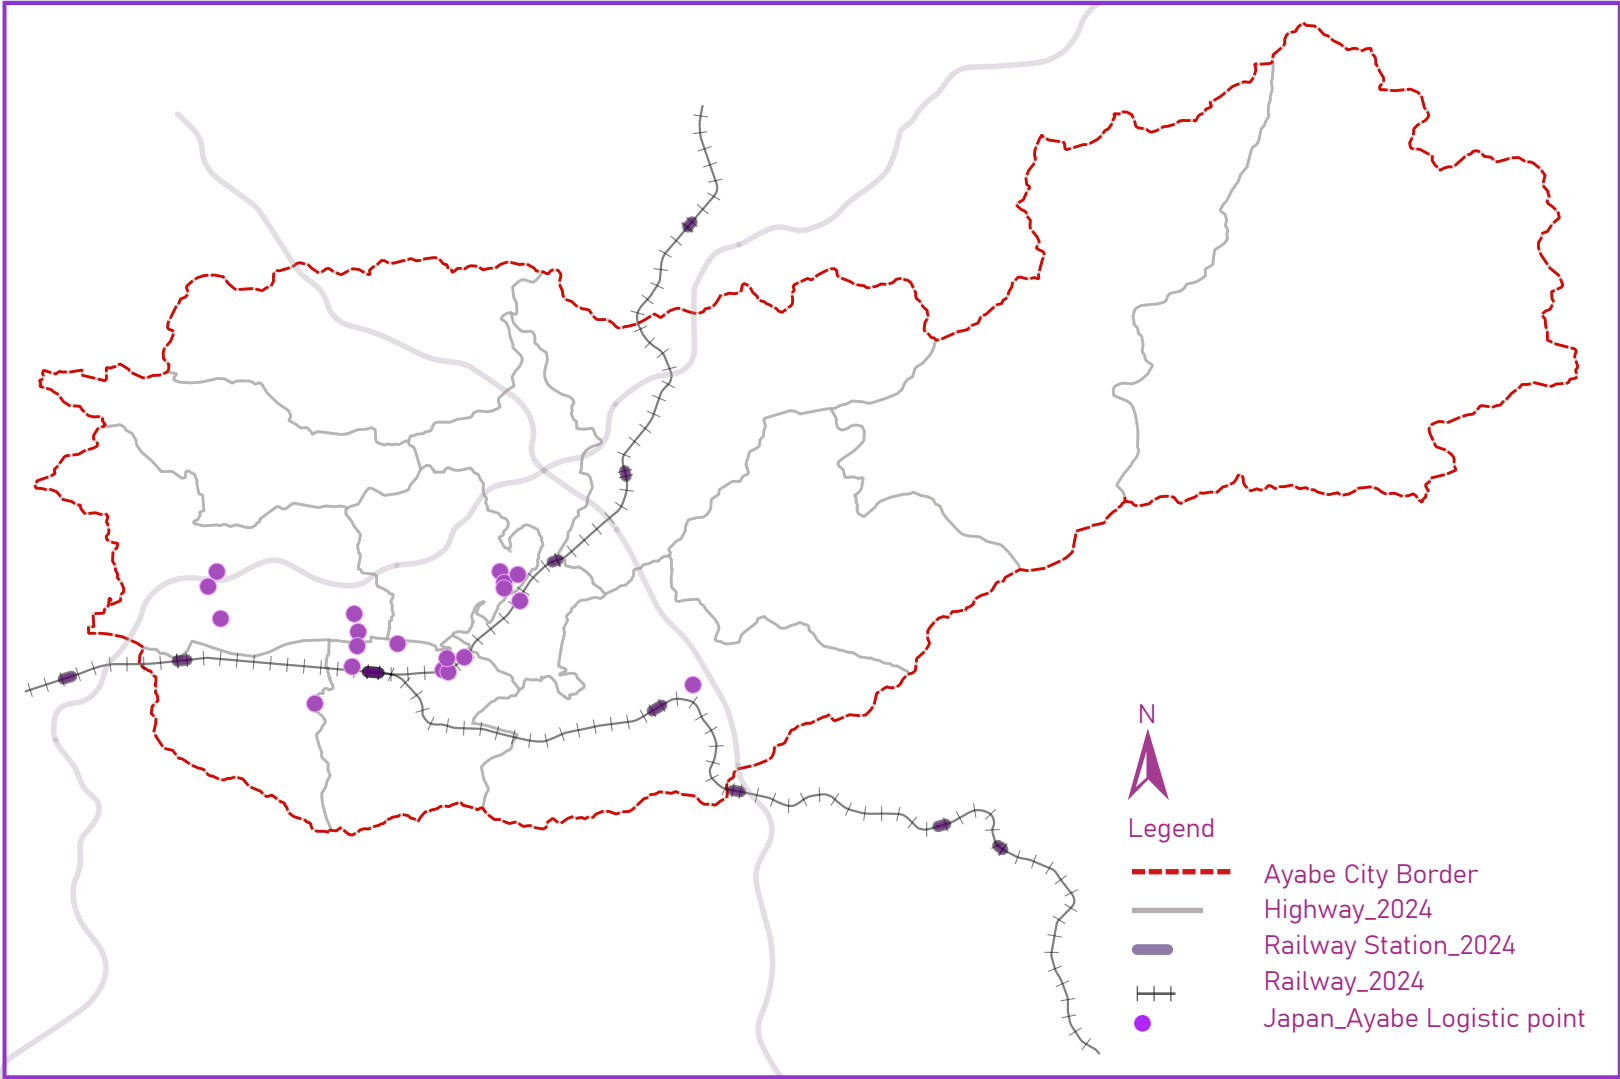 N
Legend
Ayabe City Border
Highway_2024
Railway Station_2024
Railway_2024
Japan_Ayabe Logistic point